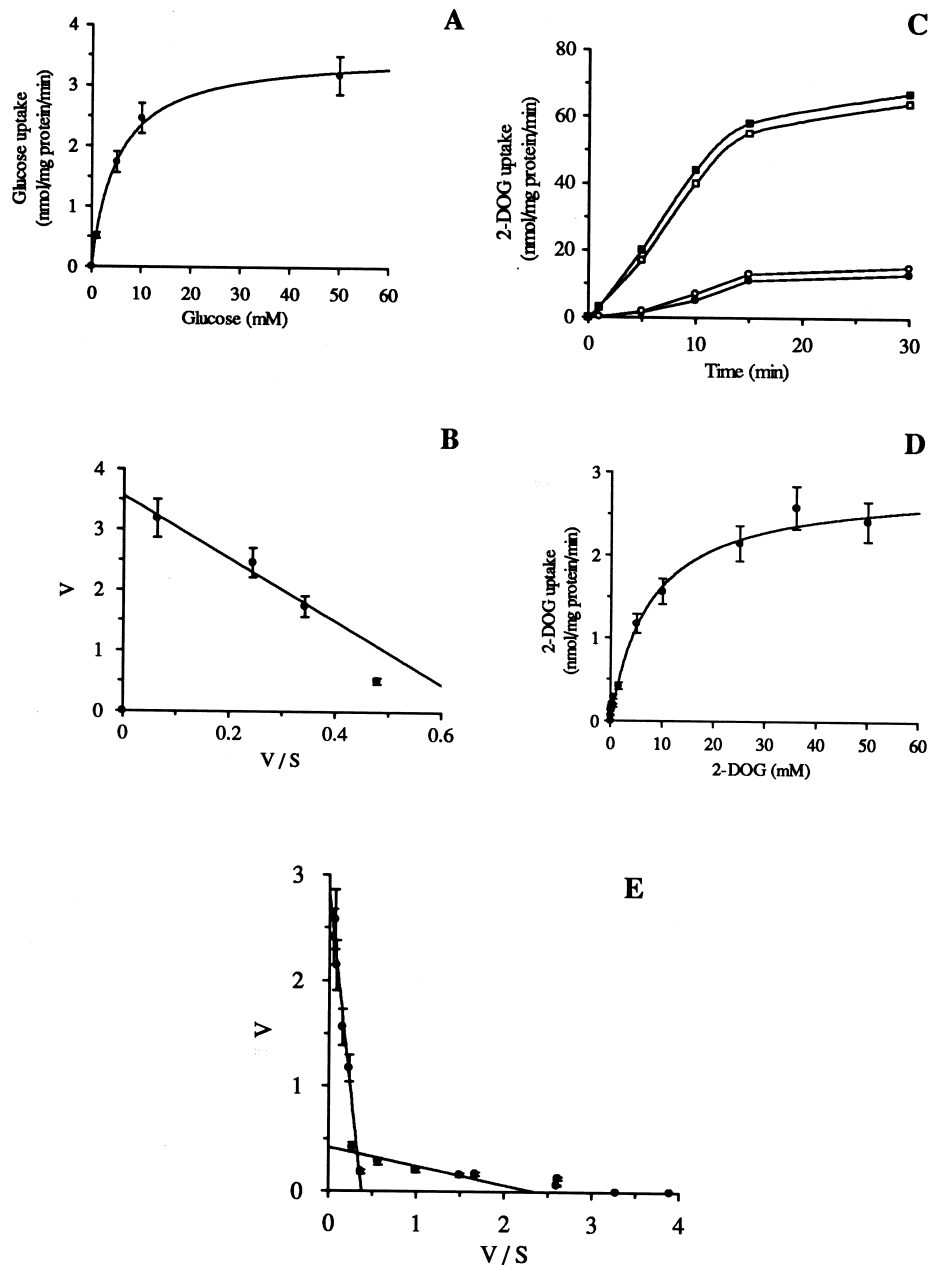 A
Glucose uptake
(nmol/mg protein/min)
4
3
2
1
0
0 10 20 30 40 50 60
Glucose (mM)
C
2-DOG uptake
(nmol/mg protein/min)
80
60
40
20
0
0 10 20 30
Time (min)
B
V
4
3
2
1
0
0 0.2 0.4 0.6
V / S
D
2-DOG uptake
(nmol/mg protein/min)
3
2
1
0
0 10 20 30 40 50 60
2-DOG (mM)
E
V
3
2
1
0
0 1 2 3 4
V / S